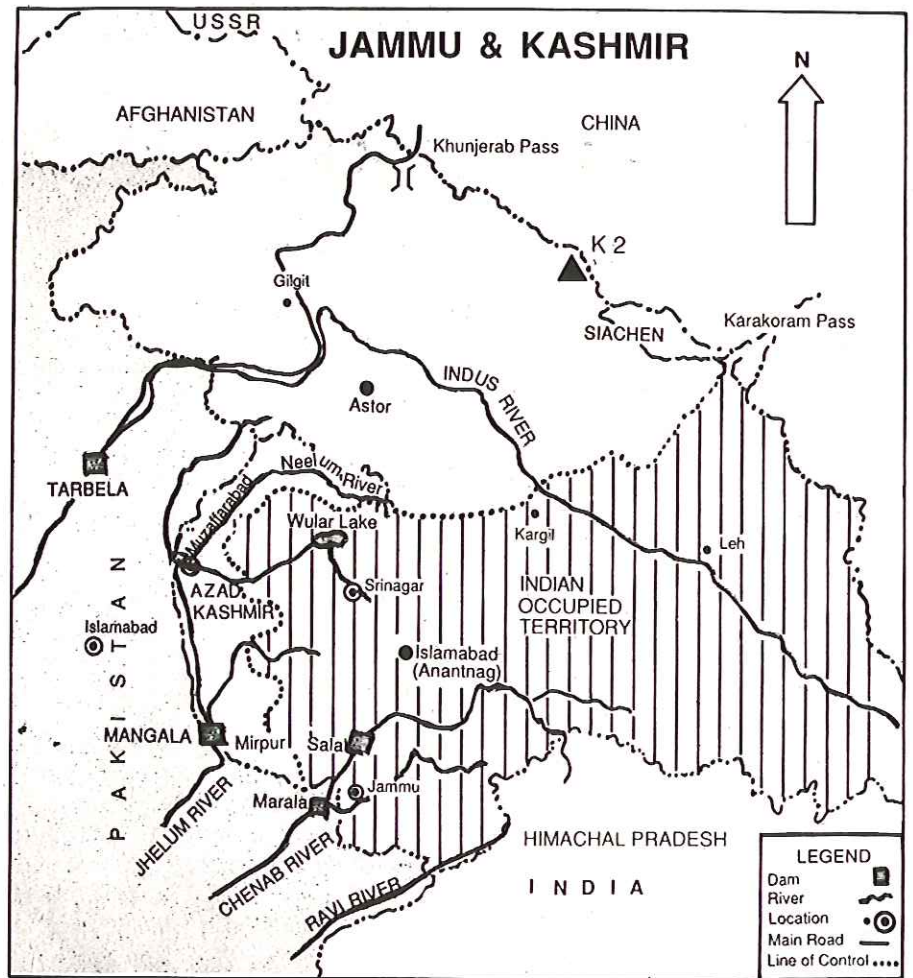 USSR
JAMMU & KASHMIR
N
AFGHANISTAN
CHINA
Khunjerab Pass
K 2
Gilgit
SIACHEN
Karakoram Pass
INDUS RIVER
Astor
TARBELA
Neelum River
Muzaffarabad
Wular Lake
Kargil
Leh
AZAD
KASHMIR
Srinagar
INDIAN
OCCUPIED
TERRITORY
Islamabad
Islamabad
(Anantnag)
PAKISTAN
MANGALA
Mirpur
Sala
Marala
Jammu
JHELUM RIVER
CHENAB RIVER
RAVI RIVER
HIMACHAL PRADESH
INDIA
LEGEND
Dam
River
Location
Main Road
Line of Control